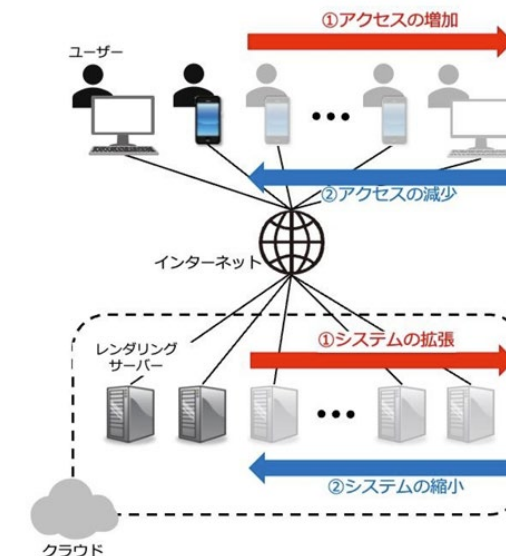 ①アクセスの増加
ユーザー
②アクセスの減少
インターネット
①システムの拡張
レンダリング
サーバー
②システムの縮小
クラウド